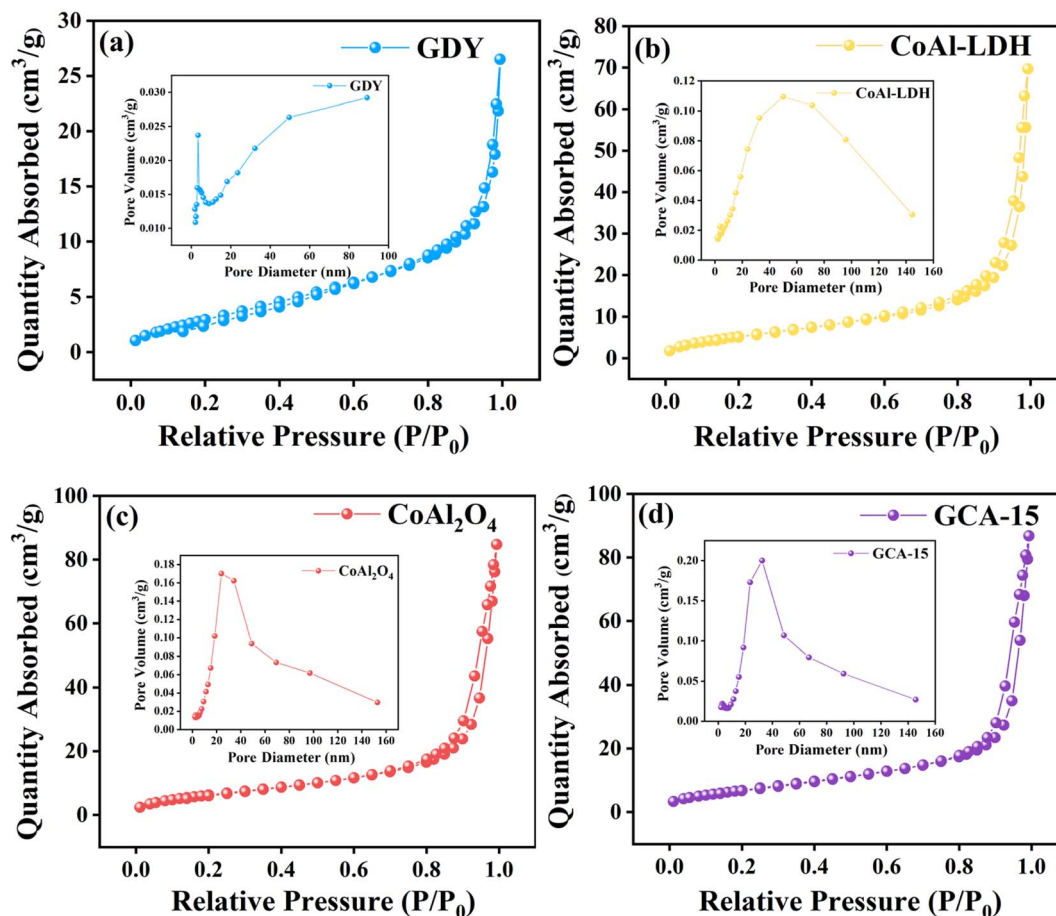 (a)
GDY
Quantity Absorbed (cm³/g)
30
25
20
15
10
5
0
0.0 0.2 0.4 0.6 0.8 1.0
Relative Pressure (P/P₀)
GDY
Pore Volume (cm³/g)
0.030
0.025
0.020
0.015
0.010
0 20 40 60 80 100
Pore Diameter (nm)
(b)
CoAl-LDH
Quantity Absorbed (cm³/g)
80
70
60
50
40
30
20
10
0
0.0 0.2 0.4 0.6 0.8 1.0
Relative Pressure (P/P₀)
CoAl-LDH
Pore Volume (cm³/g)
0.12
0.10
0.08
0.06
0.04
0.02
0.00
0 20 40 60 80 100 120 140 160
Pore Diameter (nm)
(c)
CoAl₂O₄
Quantity Absorbed (cm³/g)
100
80
60
40
20
0
0.0 0.2 0.4 0.6 0.8 1.0
Relative Pressure (P/P₀)
CoAl₂O₄
Pore Volume (cm³/g)
0.18
0.16
0.14
0.12
0.10
0.08
0.06
0.04
0.02
0.00
0 20 40 60 80 100 120 140 160
Pore Diameter (nm)
(d)
GCA-15
Quantity Absorbed (cm³/g)
100
80
60
40
20
0
0.0 0.2 0.4 0.6 0.8 1.0
Relative Pressure (P/P₀)
GCA-15
Pore Volume (cm³/g)
0.20
0.15
0.10
0.05
0.00
0 20 40 60 80 100 120 140 160
Pore Diameter (nm)